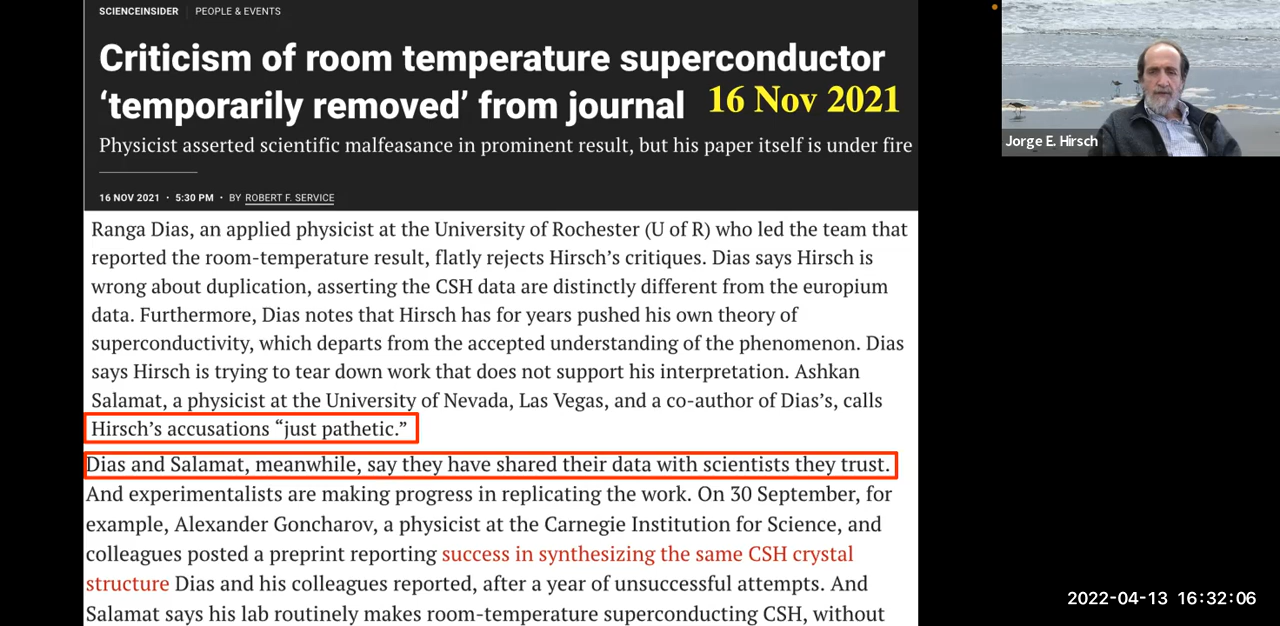 SCIENCEINSIDER | PEOPLE & EVENTS
Criticism of room temperature superconductor
‘temporarily removed’ from journal 16 Nov 2021
Physicist asserted scientific malfeasance in prominent result, but his paper itself is under fire
16 NOV 2021 · 5:30 PM · BY ROBERT F. SERVICE
Ranga Dias, an applied physicist at the University of Rochester (U of R) who led the team that
reported the room-temperature result, flatly rejects Hirsch’s critiques. Dias says Hirsch is
wrong about duplication, asserting the CSH data are distinctly different from the europium
data. Furthermore, Dias notes that Hirsch has for years pushed his own theory of
superconductivity, which departs from the accepted understanding of the phenomenon. Dias
says Hirsch is trying to tear down work that does not support his interpretation. Ashkan
Salamat, a physicist at the University of Nevada, Las Vegas, and a co-author of Dias’s, calls
Hirsch’s accusations “just pathetic.”
Dias and Salamat, meanwhile, say they have shared their data with scientists they trust.
And experimentalists are making progress in replicating the work. On 30 September, for
example, Alexander Goncharov, a physicist at the Carnegie Institution for Science, and
colleagues posted a preprint reporting success in synthesizing the same CSH crystal
structure Dias and his colleagues reported, after a year of unsuccessful attempts. And
Salamat says his lab routinely makes room-temperature superconducting CSH, without
Jorge E. Hirsch
2022-04-13 16:32:06